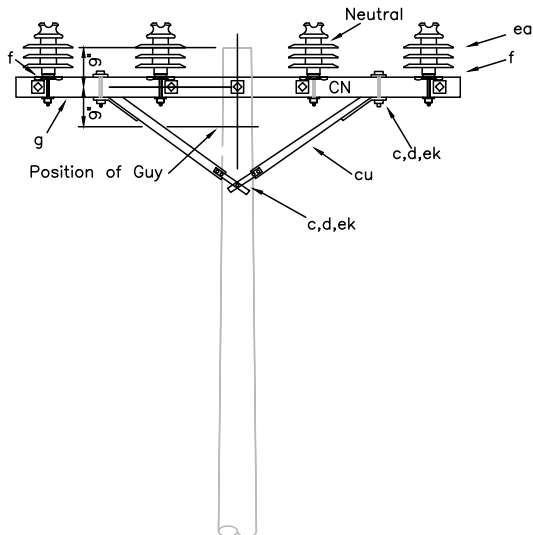 Neutral
ea
f
f
9"
CN
9"
g
c,d,ek
Position of Guy
cu
c,d,ek